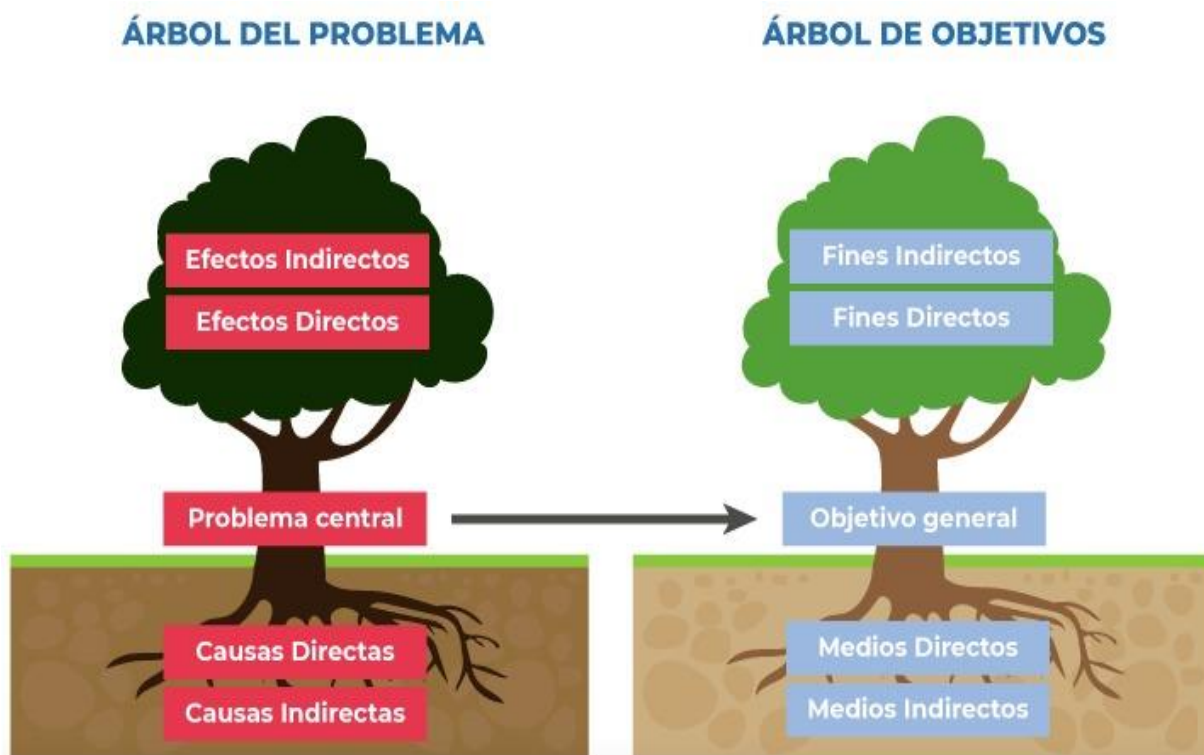 ÁRBOL DEL PROBLEMA
Efectos Indirectos
Efectos Directos
Problema central
Causas Directas
Causas Indirectas
ÁRBOL DE OBJETIVOS
Fines Indirectos
Fines Directos
Objetivo general
Medios Directos
Medios Indirectos